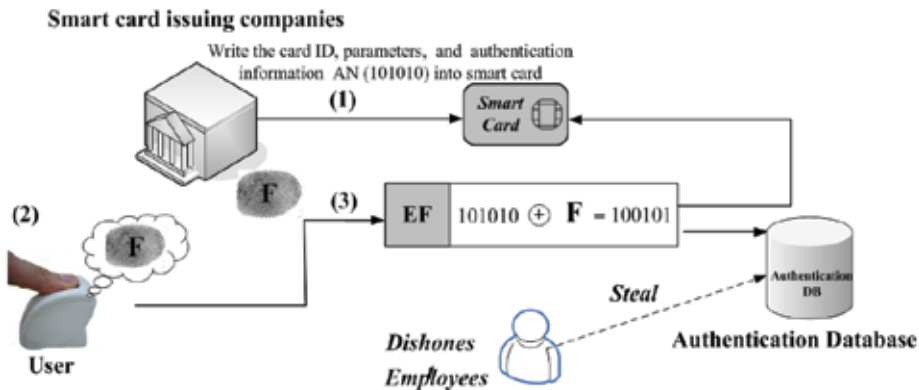 Smart card issuing companies
Write the card ID, parameters, and authentication
information AN (101010) into smart card
(1)
Smart
Card
F
(2)
(3)
F
EF
101010 ⊕ F = 100101
Authentication
DB
Steal
Dishones
Employees
Authentication Database
User